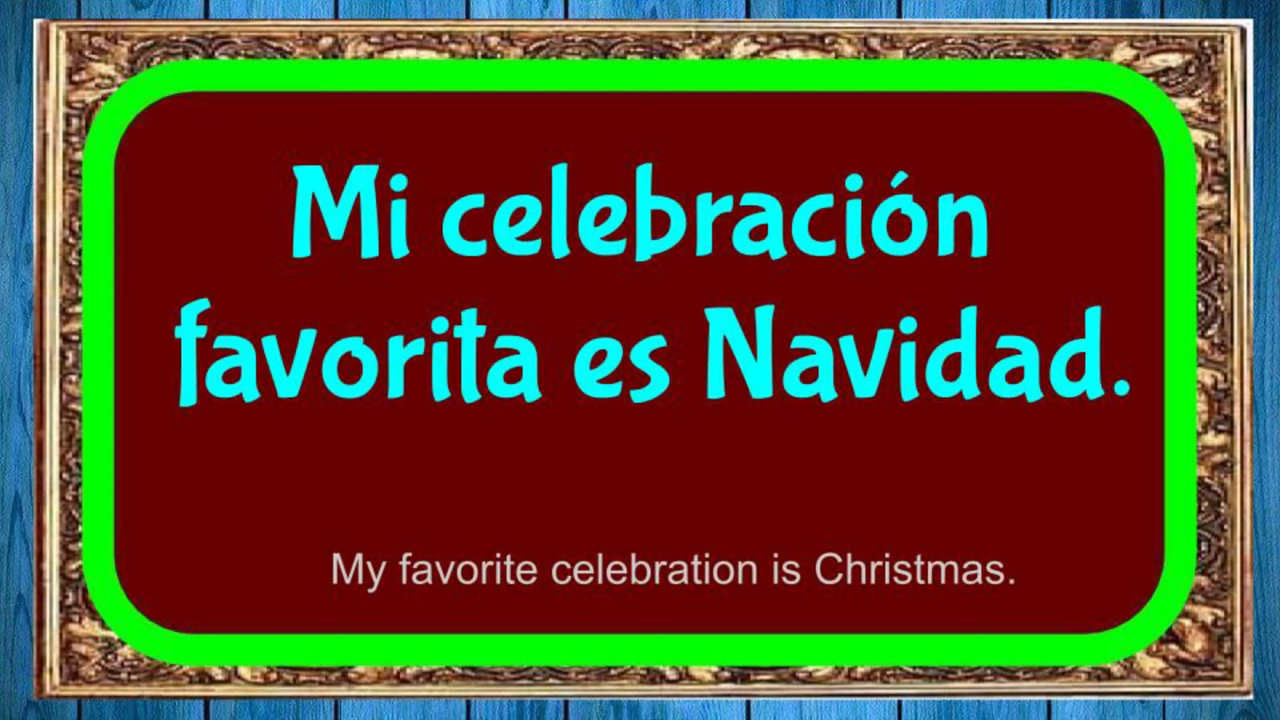 Mi celebración
favorita es Navidad.
My favorite celebration is Christmas.